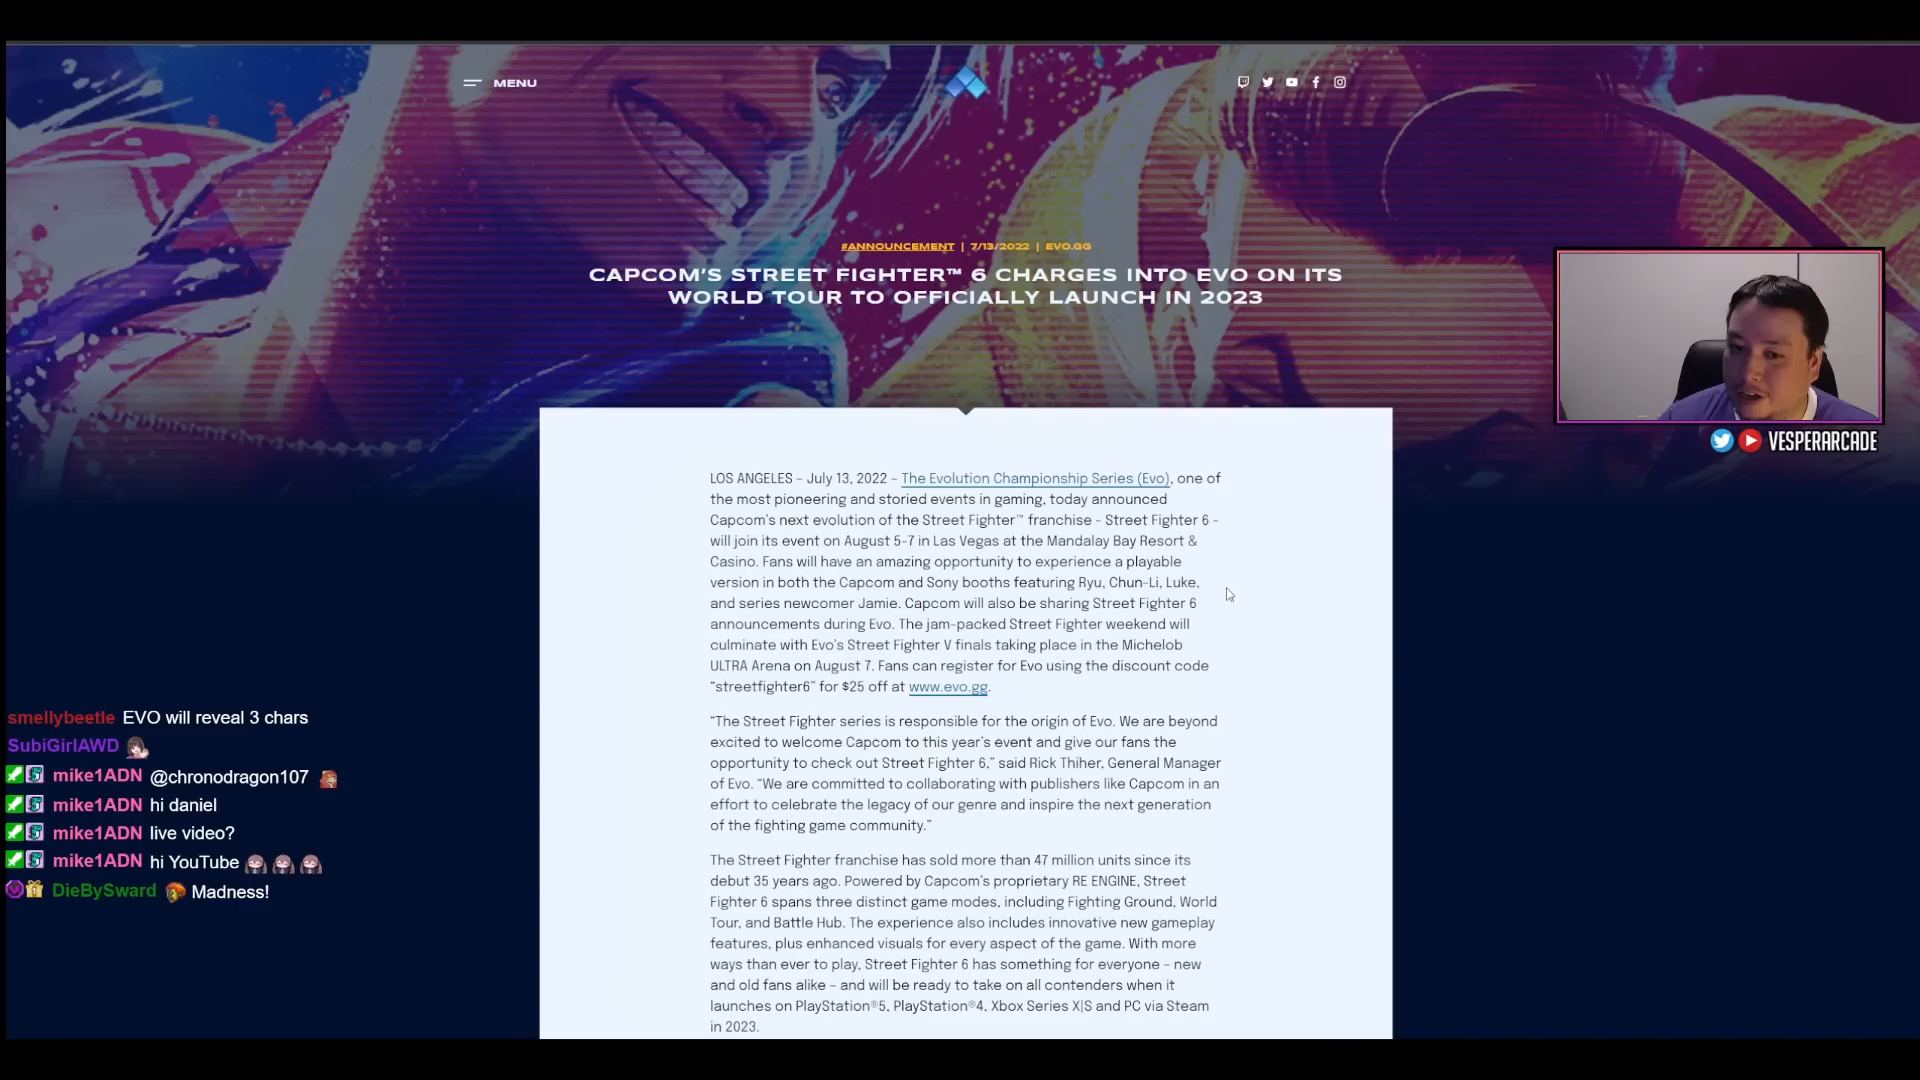 MENU
#ANNOUNCEMENT | 7/13/2022 | EVO.GG
CAPCOM'S STREET FIGHTER™ 6 CHARGES INTO EVO ON ITS
WORLD TOUR TO OFFICIALLY LAUNCH IN 2023
VESPERARCADE
LOS ANGELES – July 13, 2022 – The Evolution Championship Series (Evo), one of
the most pioneering and storied events in gaming, today announced
Capcom's next evolution of the Street Fighter™ franchise - Street Fighter 6 -
will join its event on August 5-7 in Las Vegas at the Mandalay Bay Resort &
Casino. Fans will have an amazing opportunity to experience a playable
version in both the Capcom and Sony booths featuring Ryu, Chun-Li, Luke,
and series newcomer Jamie. Capcom will also be sharing Street Fighter 6
announcements during Evo. The jam-packed Street Fighter weekend will
culminate with Evo's Street Fighter V finals taking place in the Michelob
ULTRA Arena on August 7. Fans can register for Evo using the discount code
"streetfighter6" for $25 off at www.evo.gg.
"The Street Fighter series is responsible for the origin of Evo. We are beyond
excited to welcome Capcom to this year's event and give our fans the
opportunity to check out Street Fighter 6," said Rick Thiher, General Manager
of Evo. "We are committed to collaborating with publishers like Capcom in an
effort to celebrate the legacy of our genre and inspire the next generation
of the fighting game community."
The Street Fighter franchise has sold more than 47 million units since its
debut 35 years ago. Powered by Capcom's proprietary RE ENGINE, Street
Fighter 6 spans three distinct game modes, including Fighting Ground, World
Tour, and Battle Hub. The experience also includes innovative new gameplay
features, plus enhanced visuals for every aspect of the game. With more
ways than ever to play, Street Fighter 6 has something for everyone – new
and old fans alike – and will be ready to take on all contenders when it
launches on PlayStation®5, PlayStation®4, Xbox Series X|S and PC via Steam
in 2023.
smellybeetle EVO will reveal 3 chars
SubiGirlAWD
mike1ADN @chronodragon107
mike1ADN hi daniel
mike1ADN live video?
mike1ADN hi YouTube
DieBySward Madness!